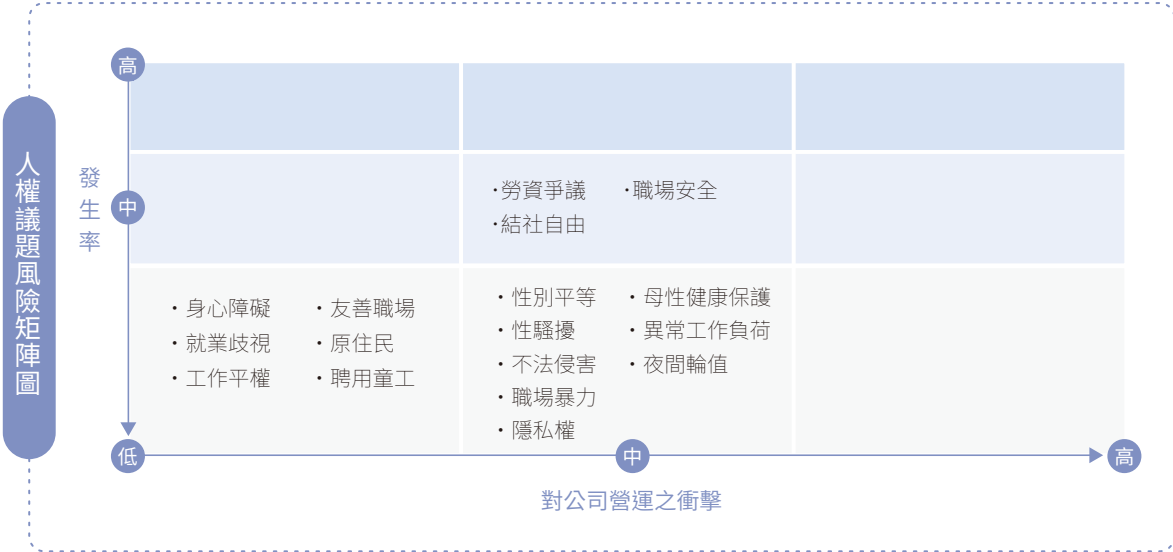 人權議題風險矩陣圖
發生率
高
中
・勞資爭議 ・職場安全
・結社自由
・身心障礙 ・友善職場
・就業歧視 ・原住民
・工作平權 ・聘用童工
・性別平等 ・母性健康保護
・性騷擾 ・異常工作負荷
・不法侵害 ・夜間輪值
・職場暴力
・隱私權
低 中 高
對公司營運之衝擊